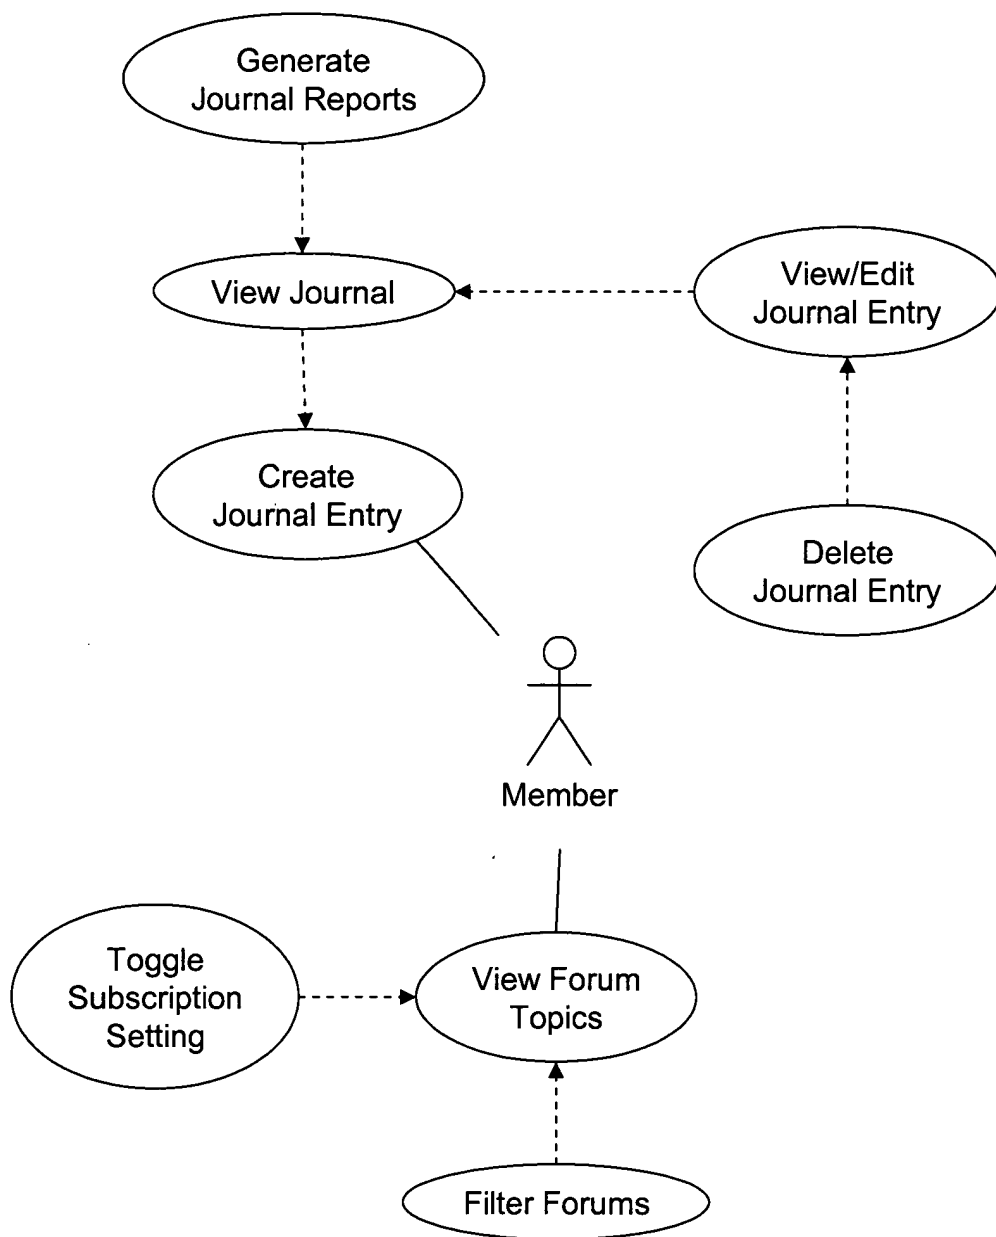 Generate
Journal Reports
View Journal
View/Edit
Journal Entry
Create
Journal Entry
Delete
Journal Entry
Member
Toggle
Subscription
Setting
View Forum
Topics
Filter Forums